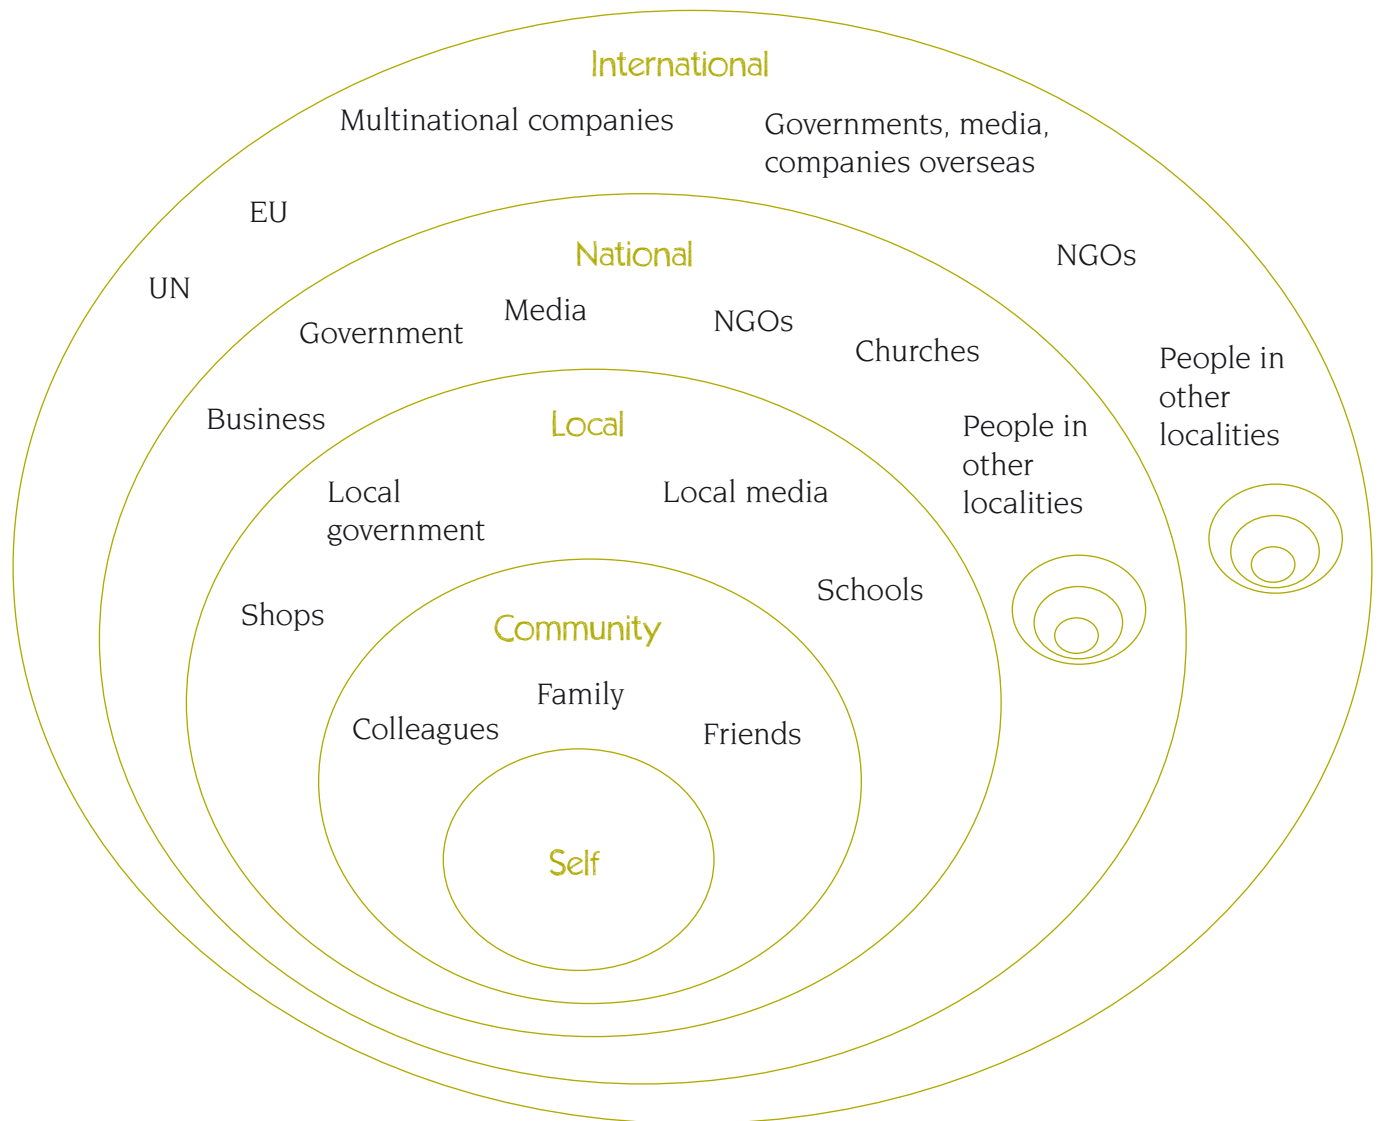 International
Multinational companies
Governments, media,
companies overseas
EU
NGOs
UN
People in
other
localities
National
Media
NGOs
Government
Churches
Business
People in
other
localities
Local
Local
government
Local media
Schools
Shops
Community
Family
Colleagues
Friends
Self